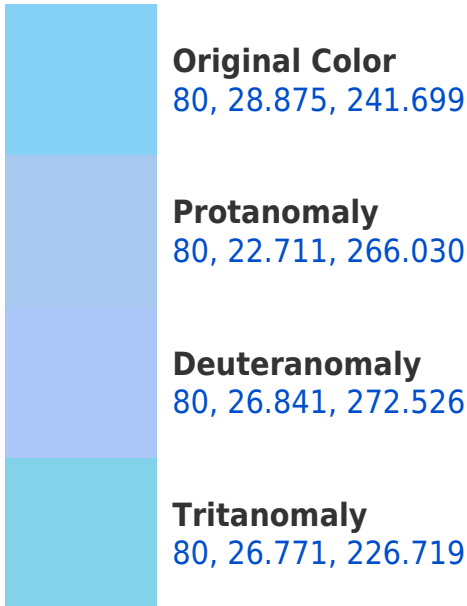 Original Color
80, 28.875, 241.699
Protanomaly
80, 22.711, 266.030
Deuteranomaly
80, 26.841, 272.526
Tritanomaly
80, 26.771, 226.719